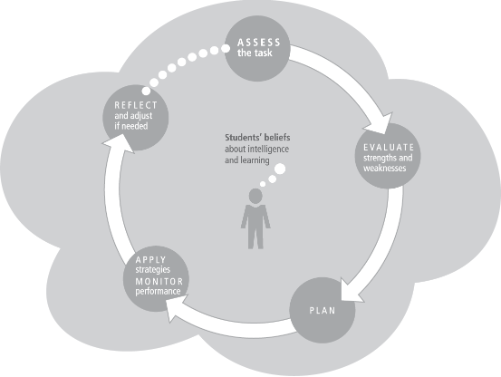 ASSESS
the task
REFLECT
and adjust
if needed
Students' beliefs
about intelligence
and learning
EVALUATE
strengths and
weaknesses
APPLY
strategies
MONITOR
performance
PLAN